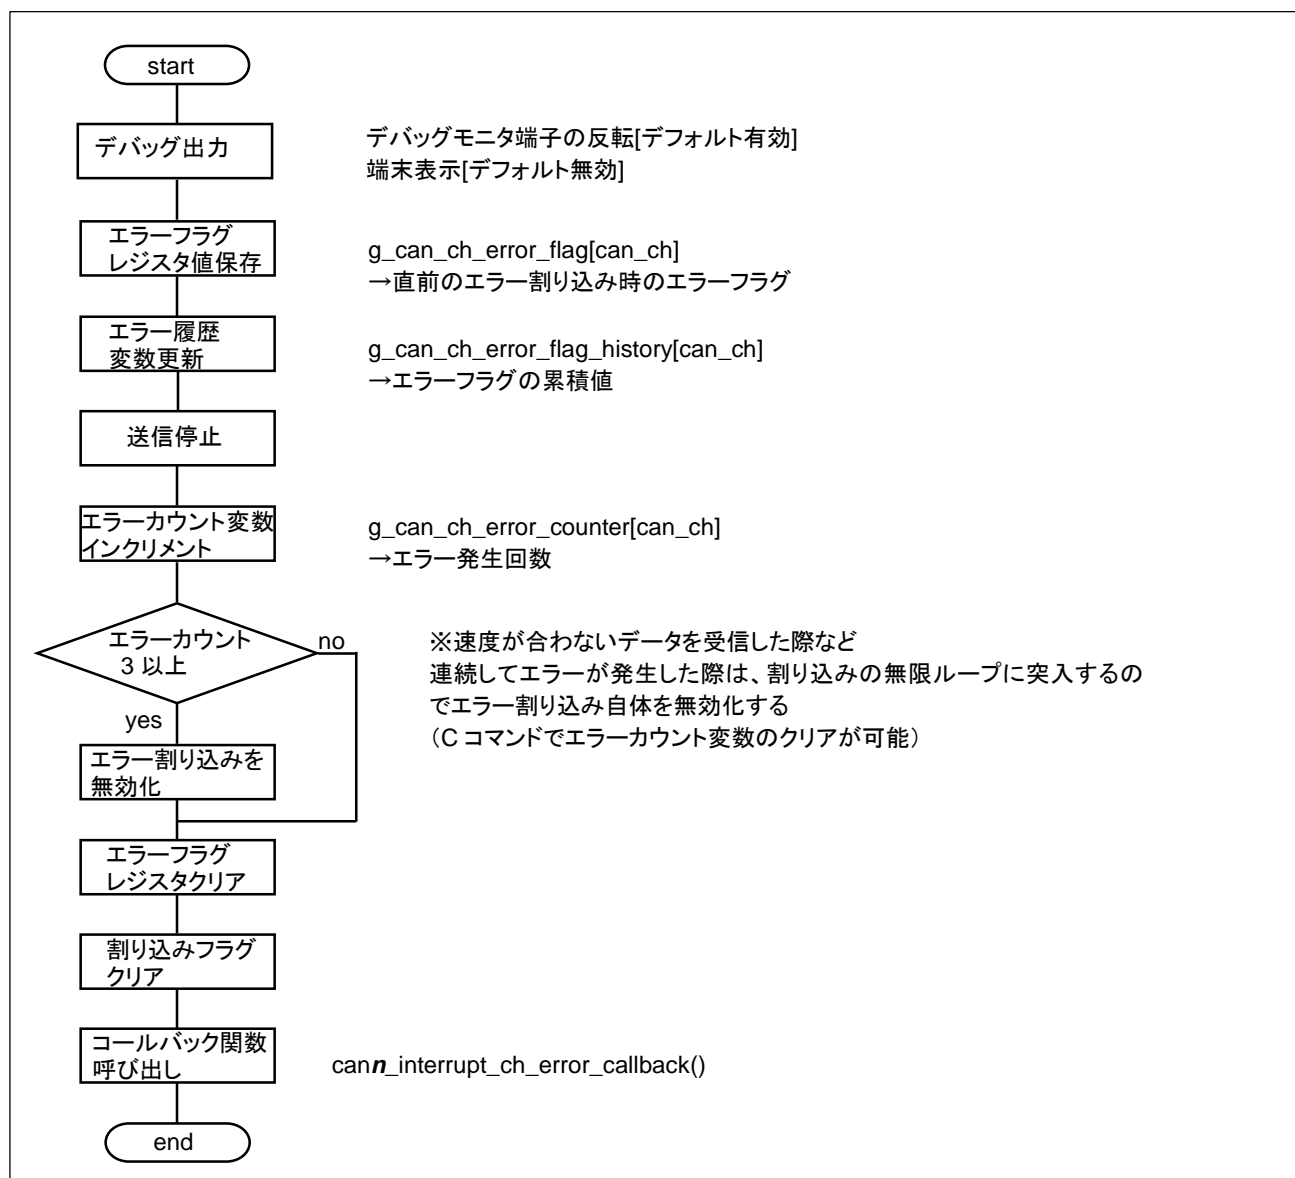 start
デバッグ出力
デバッグモニタ端子の反転[デフォルト有効]
端末表示[デフォルト無効]
エラーフラグ
レジスタ値保存
g_can_ch_error_flag[can_ch]
→直前のエラー割り込み時のエラーフラグ
エラー履歴
変数更新
g_can_ch_error_flag_history[can_ch]
→エラーフラグの累積値
送信停止
エラーカウント変数
インクリメント
g_can_ch_error_counter[can_ch]
→エラー発生回数
エラーカウント
3 以上
no
yes
※速度が合わないデータを受信した際など
連続してエラーが発生した際は、割り込みの無限ループに突入するの
でエラー割り込み自体を無効化する
（C コマンドでエラーカウント変数のクリアが可能）
エラー割り込みを
無効化
エラーフラグ
レジスタクリア
割り込みフラグ
クリア
コールバック関数
呼び出し
cann_interrupt_ch_error_callback()
end